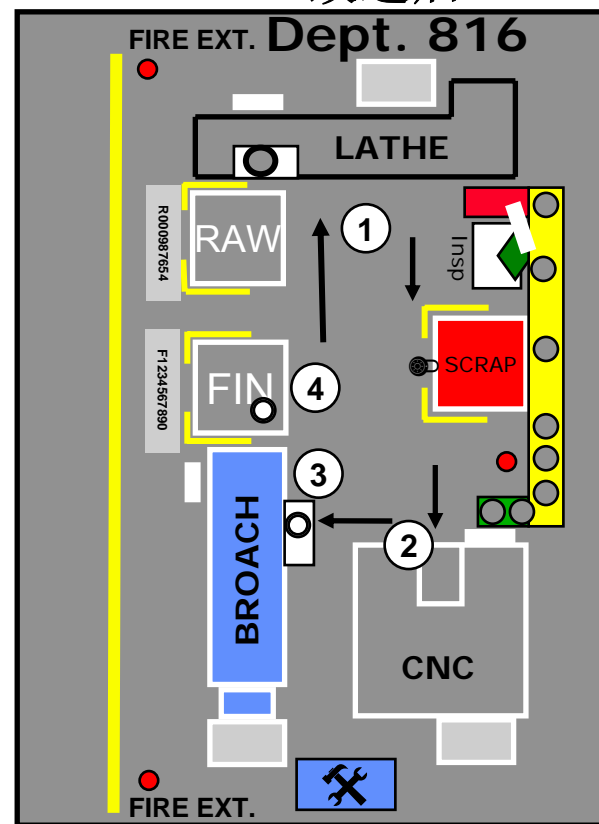 FIRE EXT. Dept. 816
LATHE
R000987654
RAW
1
Insp
F1234567890
FIN
4
SCRAP
3
2
BROACH
CNC
FIRE EXT.